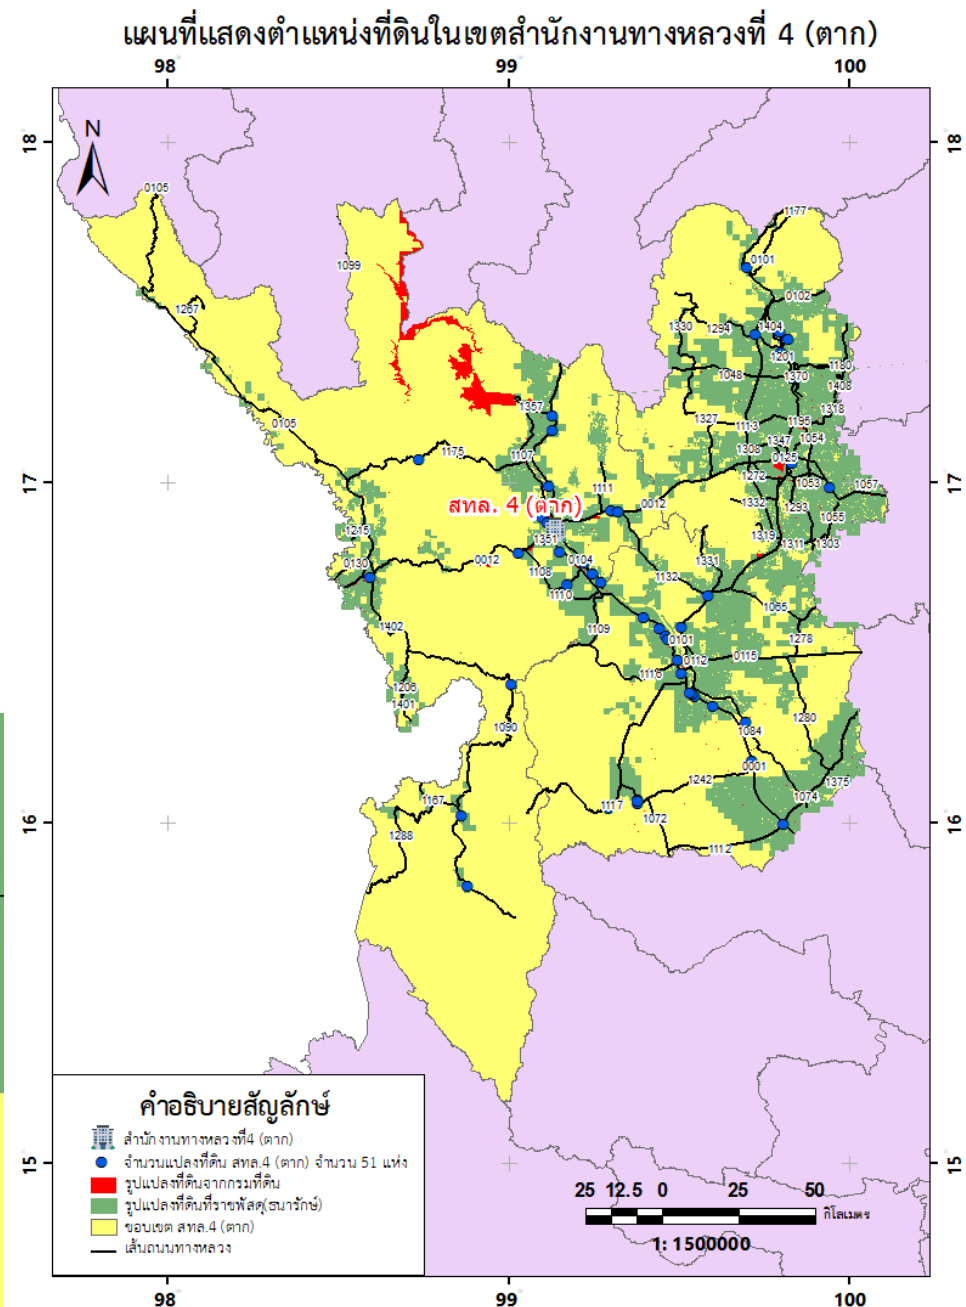 แผนที่แสดงตำแหน่งที่ดินในเขตสำนักงานทางหลวงที่ 4 (ตาก)
98 99 100
18 18
N
0105
1177
1099
0101
0102
1267
1330 1294 1404
1201
1048 1370 1180
1408
1357 1318
0105 1327 1113 1195
1175 1107 1308 1347 1054
0125
1111 1272 1053 1057
17 17
สทล. 4 (ตาก) 0012 1332 1293 1055
1215 1351 1319 1311 1303
0130 0012 0104 1331
1108 1132
1110 1065
1402 1109 0101 1278
0112 0115
1116
1206
1401
1090 1280
1084
0001
1242 1375
1167 1074
1117
16 16
1288 1072
1112
15 15
คำอธิบายสัญลักษ์
สำนักงานทางหลวงที่4 (ตาก)
จำนวนแปลงที่ดิน สทล.4 (ตาก) จำนวน 51 แห่ง
รูปแปลงที่ดินจากกรมที่ดิน
รูปแปลงที่ดินที่ราชพัสดุ(ธนารักษ์)
ขอบเขต สทล.4 (ตาก)
เส้นถนนทางหลวง
25 12.5 0 25 50
กิโลเมตร
1: 1500000
98 99 100